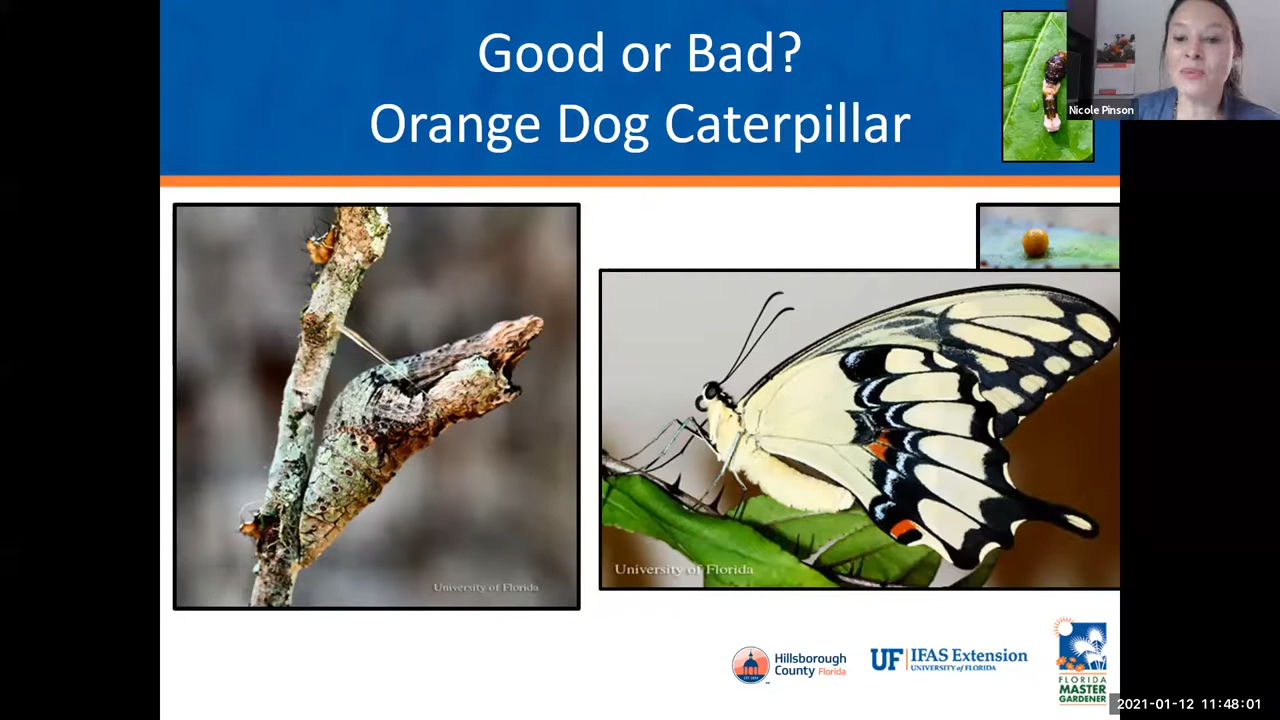 Good or Bad?
Orange Dog Caterpillar
Nicole Pinson
University of Florida
University of Florida
Hillsborough
County Florida
UF IFAS Extension
UNIVERSITY of FLORIDA
FLORIDA
MASTER
GARDENER
2021-01-12 11:48:01